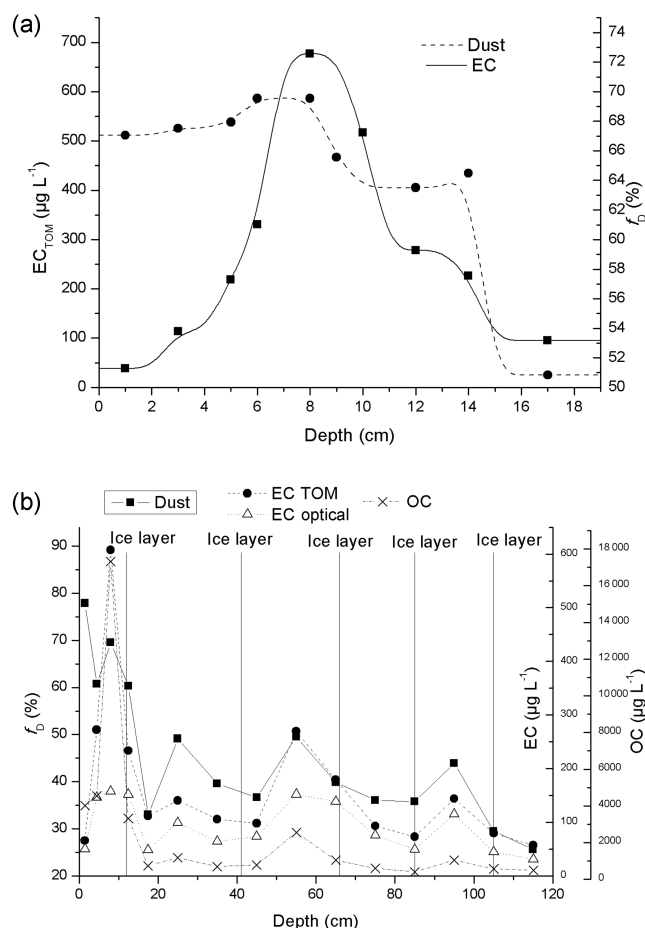 (a)
Dust
EC
EC_TOM (µg L⁻¹)
700
600
500
400
300
200
100
0
74
72
70
68
66
64
62
60
58
56
54
52
50
f_D (%)
0 2 4 6 8 10 12 14 16 18
Depth (cm)
(b)
Dust
EC TOM
EC optical
OC
Ice layer Ice layer Ice layer Ice layer Ice layer
f_D (%)
90
80
70
60
50
40
30
20
EC (µg L⁻¹)
600
500
400
300
200
100
0
OC (µg L⁻¹)
18 000
16 000
14 000
12 000
10 000
8000
6000
4000
2000
0
0 20 40 60 80 100 120
Depth (cm)